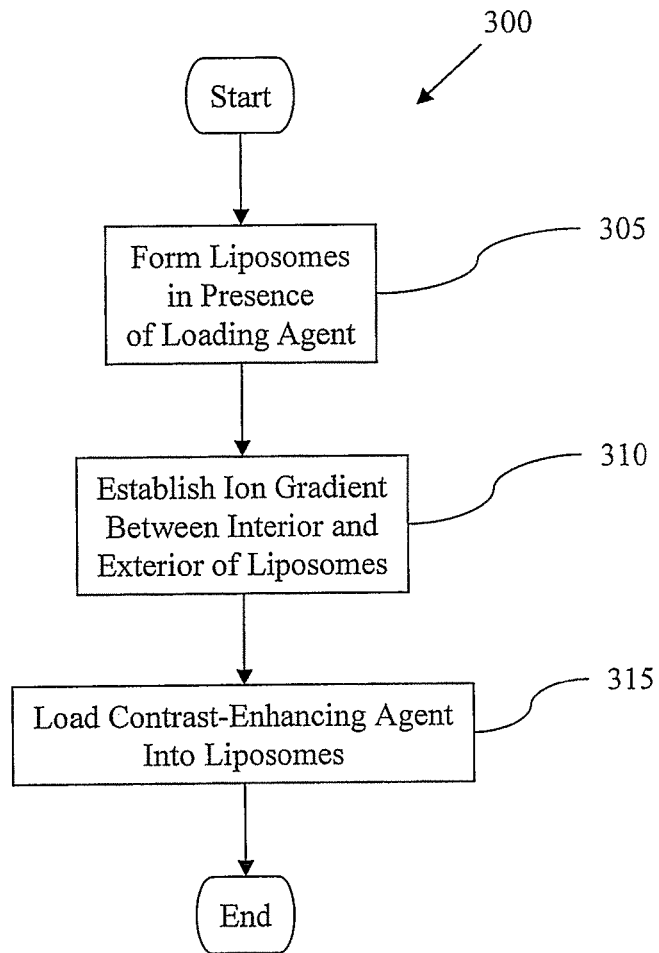 300
Start
305
Form Liposomes
in Presence
of Loading Agent
310
Establish Ion Gradient
Between Interior and
Exterior of Liposomes
315
Load Contrast-Enhancing Agent
Into Liposomes
End